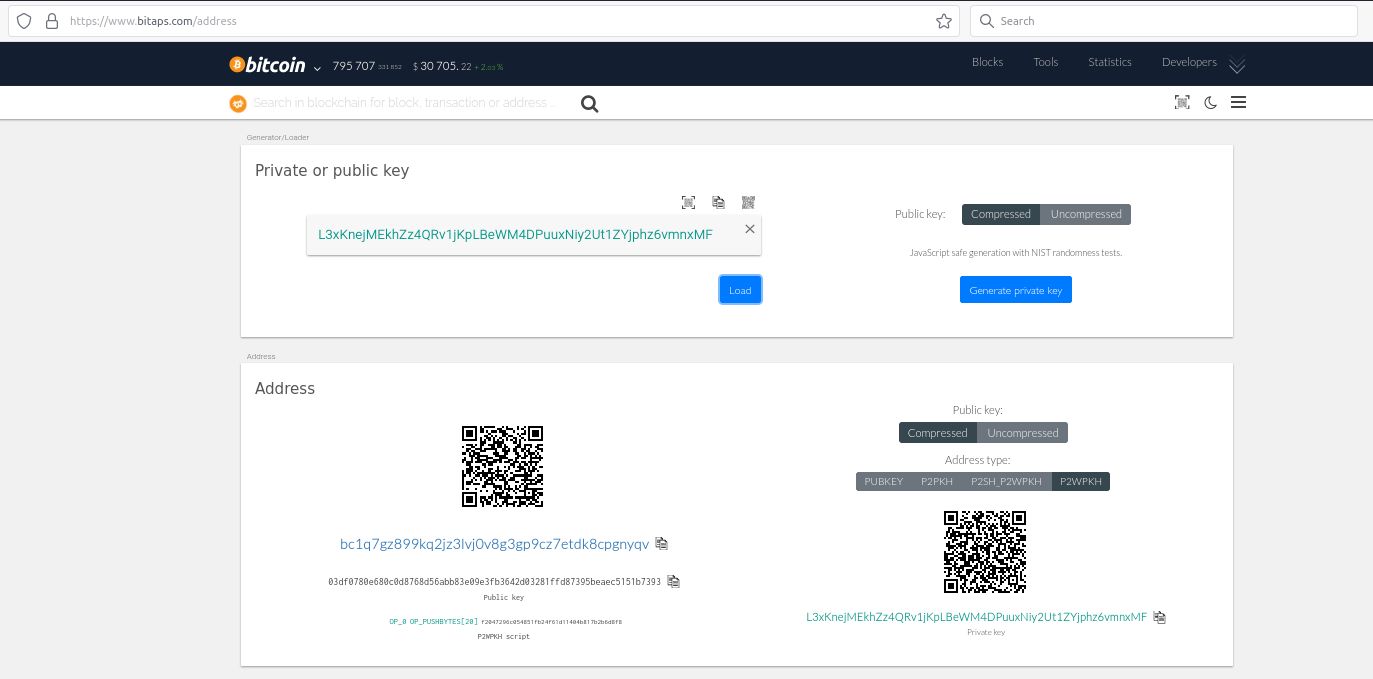 https://www.bitaps.com/address
Search
bitcoin 795 707 331 852 $ 30 705. 22 + 2.03 %
Blocks Tools Statistics Developers
Search in blockchain for block, transaction or address ...
Generator/Loader
Private or public key
Public key: Compressed Uncompressed
L3xKnejMEkhZz4QRv1jKpLBeWM4DPuuxNiy2Ut1ZYjphz6vmnxMF
JavaScript safe generation with NIST randomness tests.
Load
Generate private key
Address
Address
Public key:
Compressed Uncompressed
Address type:
PUBKEY P2PKH P2SH_P2WPKH P2WPKH
bc1q7gz899kq2jz3lvj0v8g3gp9cz7etdk8cpgnyqv
03df0780e680c0d8768d56abb83e09e3fb3642d03281ffd87395beaec5151b7393
Public key
OP_0 OP_PUSHBYTES[20] f2047296c054851fb24f61d11404b817b2b6d8f8
P2WPKH script
L3xKnejMEkhZz4QRv1jKpLBeWM4DPuuxNiy2Ut1ZYjphz6vmnxMF
Private key